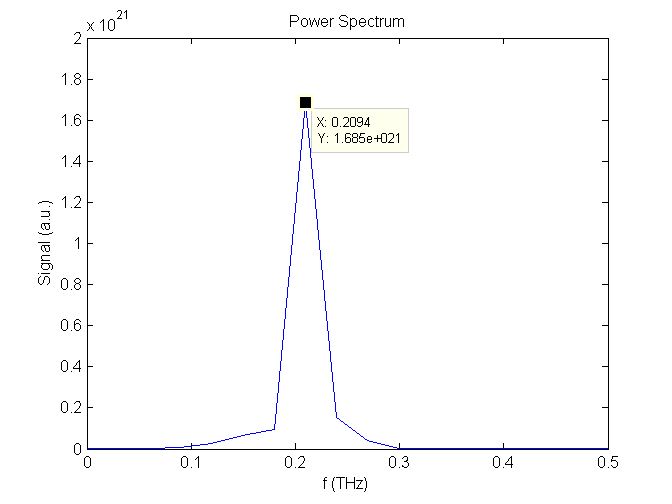 Power Spectrum
x 10^21
2
1.8
1.6
1.4
1.2
1
0.8
0.6
0.4
0.2
0
Signal (a.u.)
X: 0.2094
Y: 1.685e+021
0 0.1 0.2 0.3 0.4 0.5
f (THz)